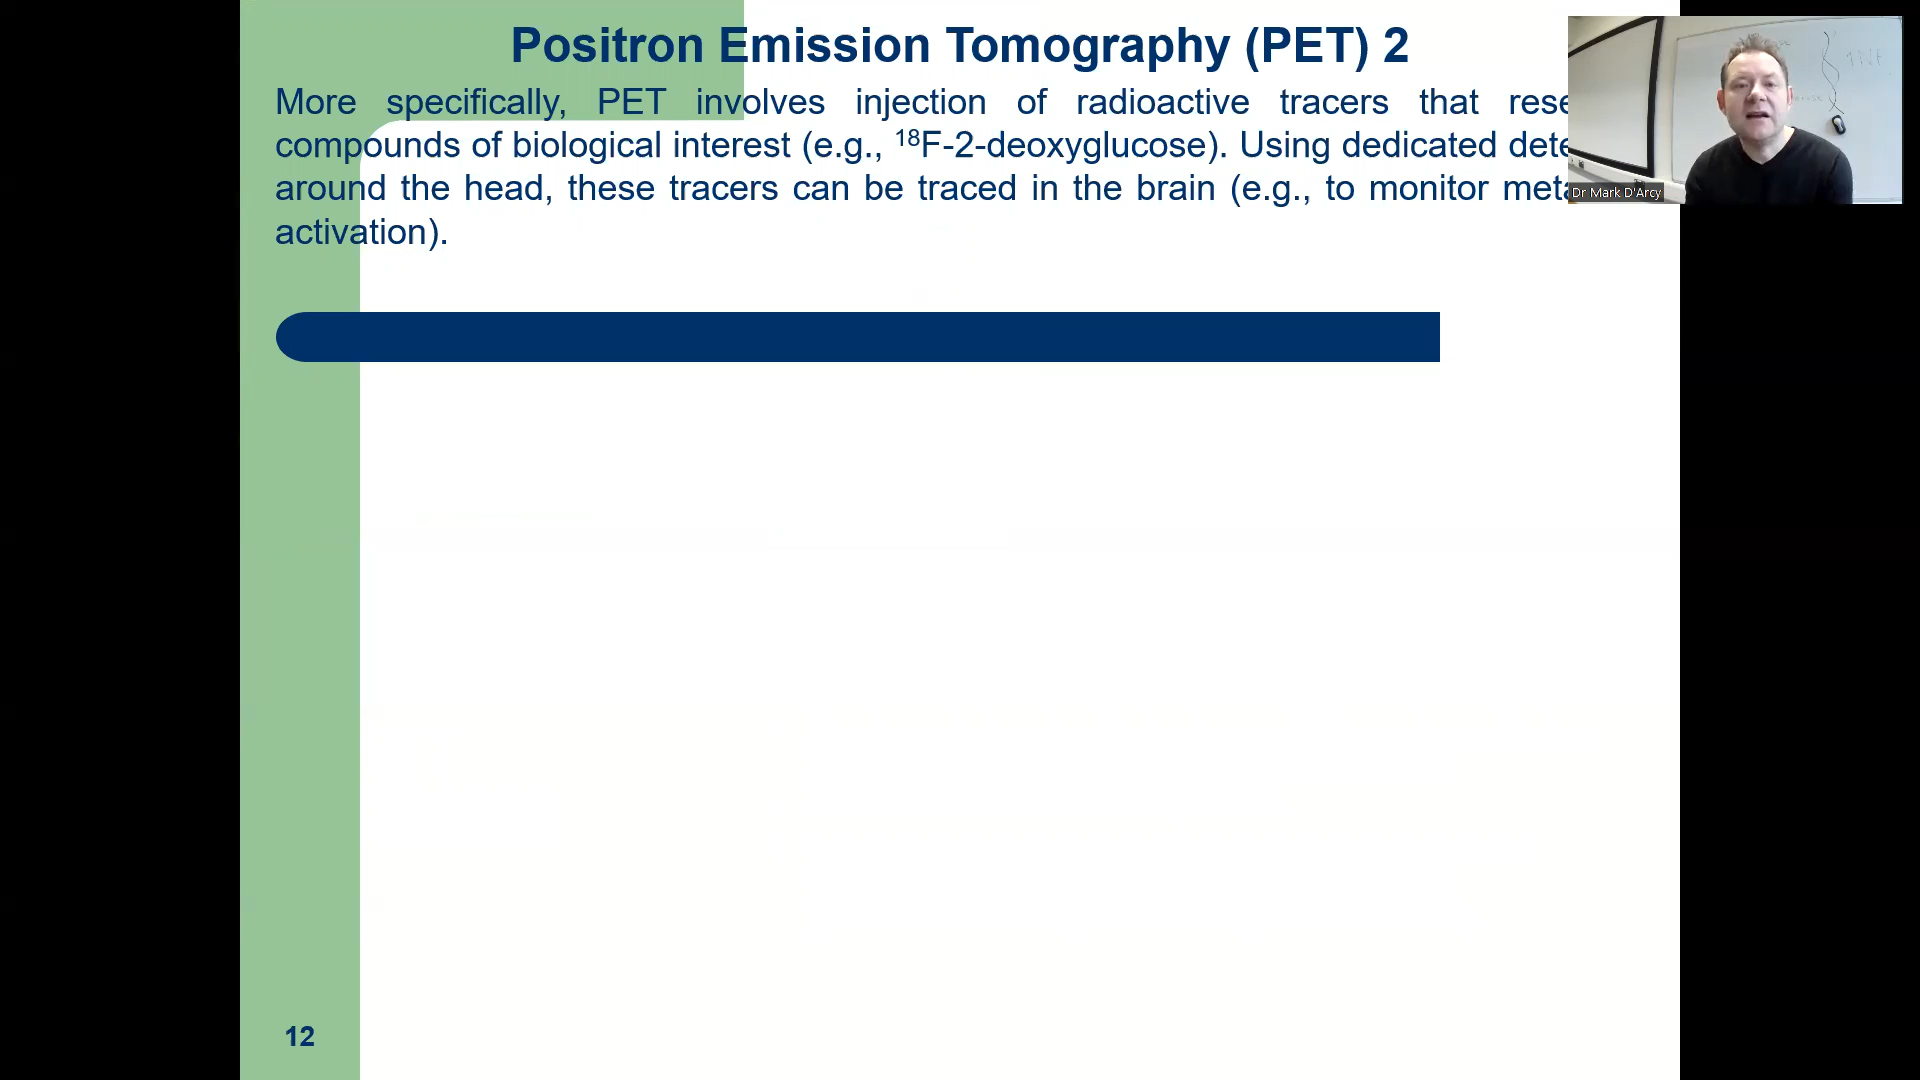 Positron Emission Tomography (PET) 2
More specifically, PET involves injection of radioactive tracers that rese
compounds of biological interest (e.g., ¹⁸F-2-deoxyglucose). Using dedicated dete
around the head, these tracers can be traced in the brain (e.g., to monitor meta
activation).
Dr Mark D'Arcy
12